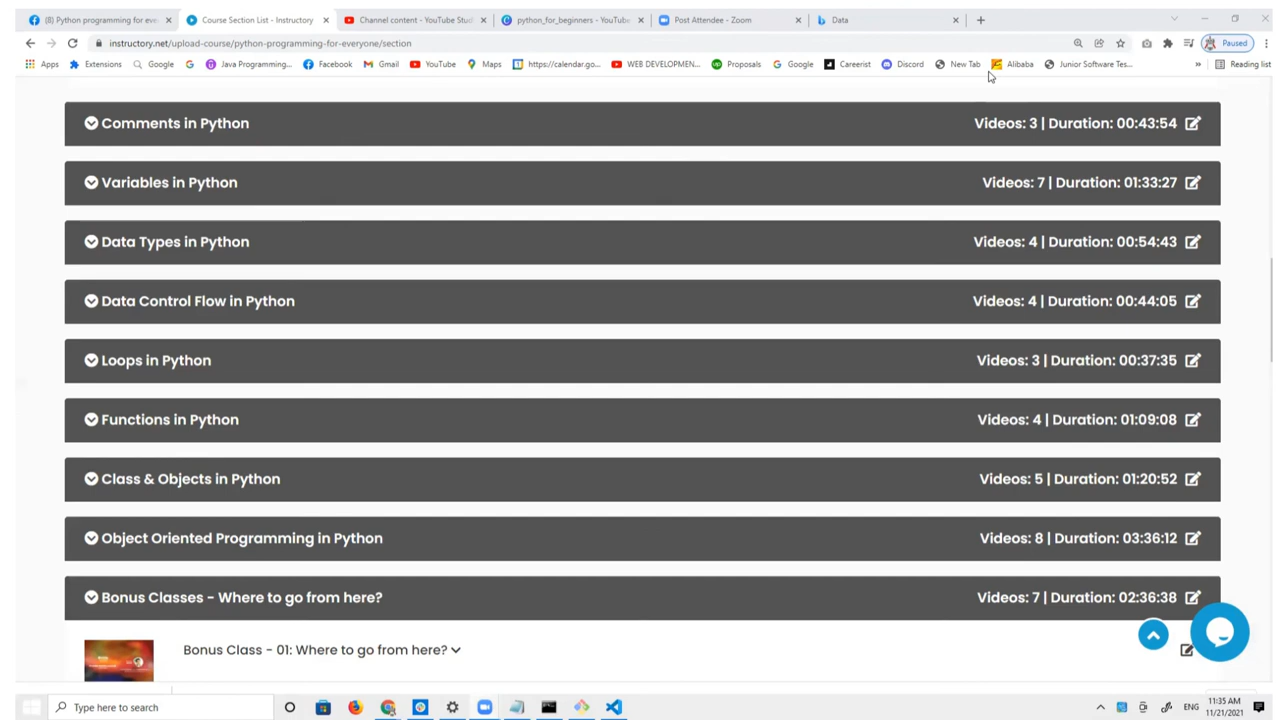 (8) Python programming for eve
Course Section List - Instructory
Channel content - YouTube Stud
python_for_beginners - YouTube
Post Attendee - Zoom
Data
instructory.net/upload-course/python-programming-for-everyone/section
Paused
Apps
Extensions
Google
Java Programming...
Facebook
Gmail
YouTube
Maps
https://calendar.go...
WEB DEVELOPMEN...
Proposals
Google
Careerist
Discord
New Tab
Alibaba
Junior Software Tes...
»
Reading list
Comments in Python
Videos: 3 | Duration: 00:43:54
Variables in Python
Videos: 7 | Duration: 01:33:27
Data Types in Python
Videos: 4 | Duration: 00:54:43
Data Control Flow in Python
Videos: 4 | Duration: 00:44:05
Loops in Python
Videos: 3 | Duration: 00:37:35
Functions in Python
Videos: 4 | Duration: 01:09:08
Class & Objects in Python
Videos: 5 | Duration: 01:20:52
Object Oriented Programming in Python
Videos: 8 | Duration: 03:36:12
Bonus Classes - Where to go from here?
Videos: 7 | Duration: 02:36:38
Bonus Class - 01: Where to go from here?
Type here to search
ENG
11:35 AM
11/21/2021